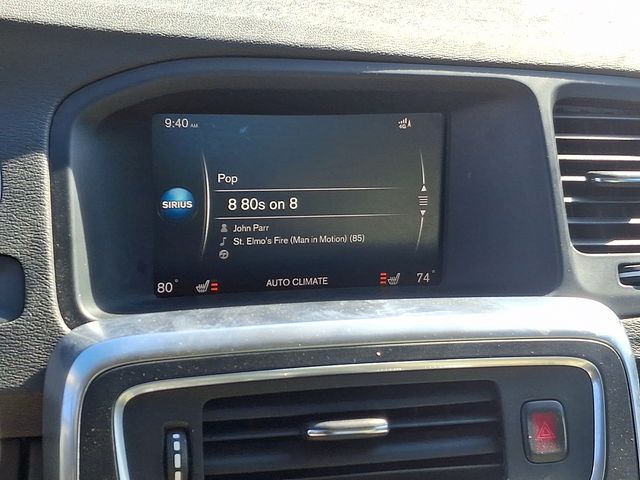 9:40 AM
4G
Pop
SIRIUS
8 80s on 8
John Parr
St. Elmo's Fire (Man in Motion) (85)
80° AUTO CLIMATE 74°